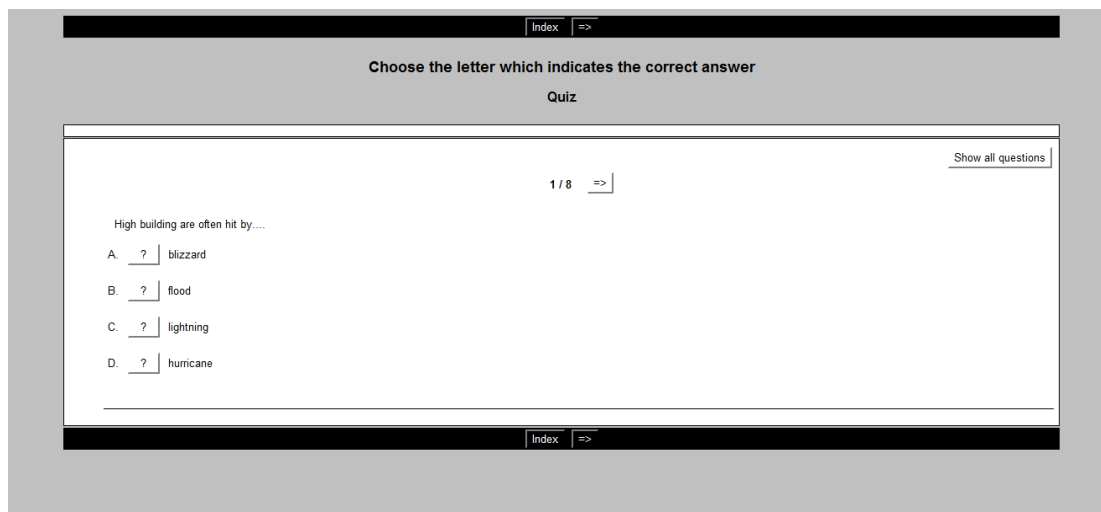 Index =>
Choose the letter which indicates the correct answer
Quiz
Show all questions
1 / 8 =>
High building are often hit by....
A. ? blizzard
B. ? flood
C. ? lightning
D. ? hurricane
Index =>